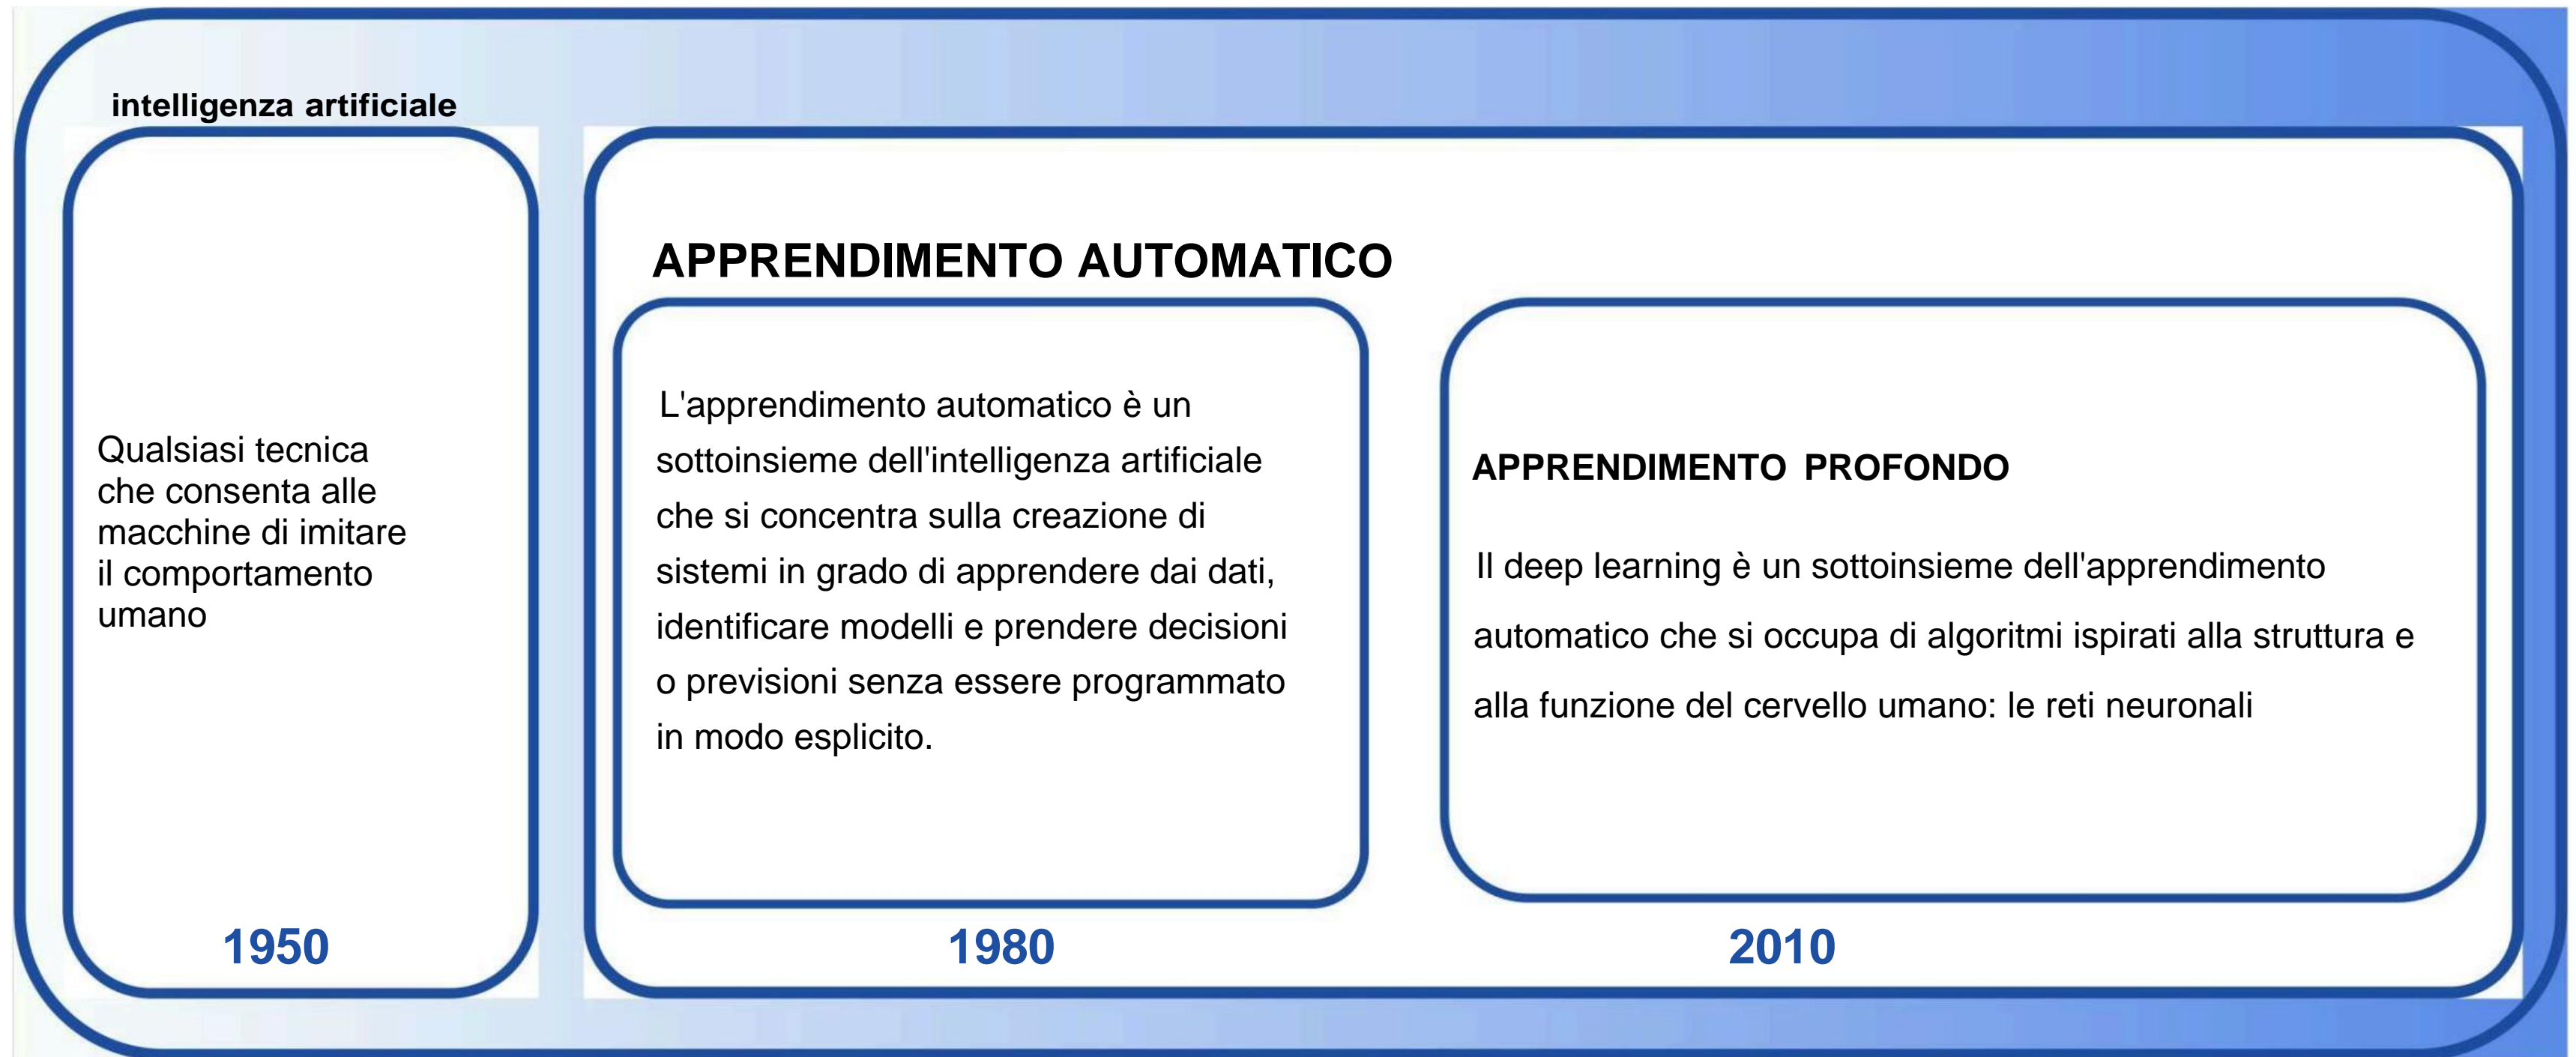 intelligenza artificiale
Qualsiasi tecnica
che consenta alle
macchine di imitare
il comportamento
umano
1950
APPRENDIMENTO AUTOMATICO
L'apprendimento automatico è un
sottoinsieme dell'intelligenza artificiale
che si concentra sulla creazione di
sistemi in grado di apprendere dai dati,
identificare modelli e prendere decisioni
o previsioni senza essere programmato
in modo esplicito.
1980
APPRENDIMENTO PROFONDO
Il deep learning è un sottoinsieme dell'apprendimento
automatico che si occupa di algoritmi ispirati alla struttura e
alla funzione del cervello umano: le reti neuronali
2010